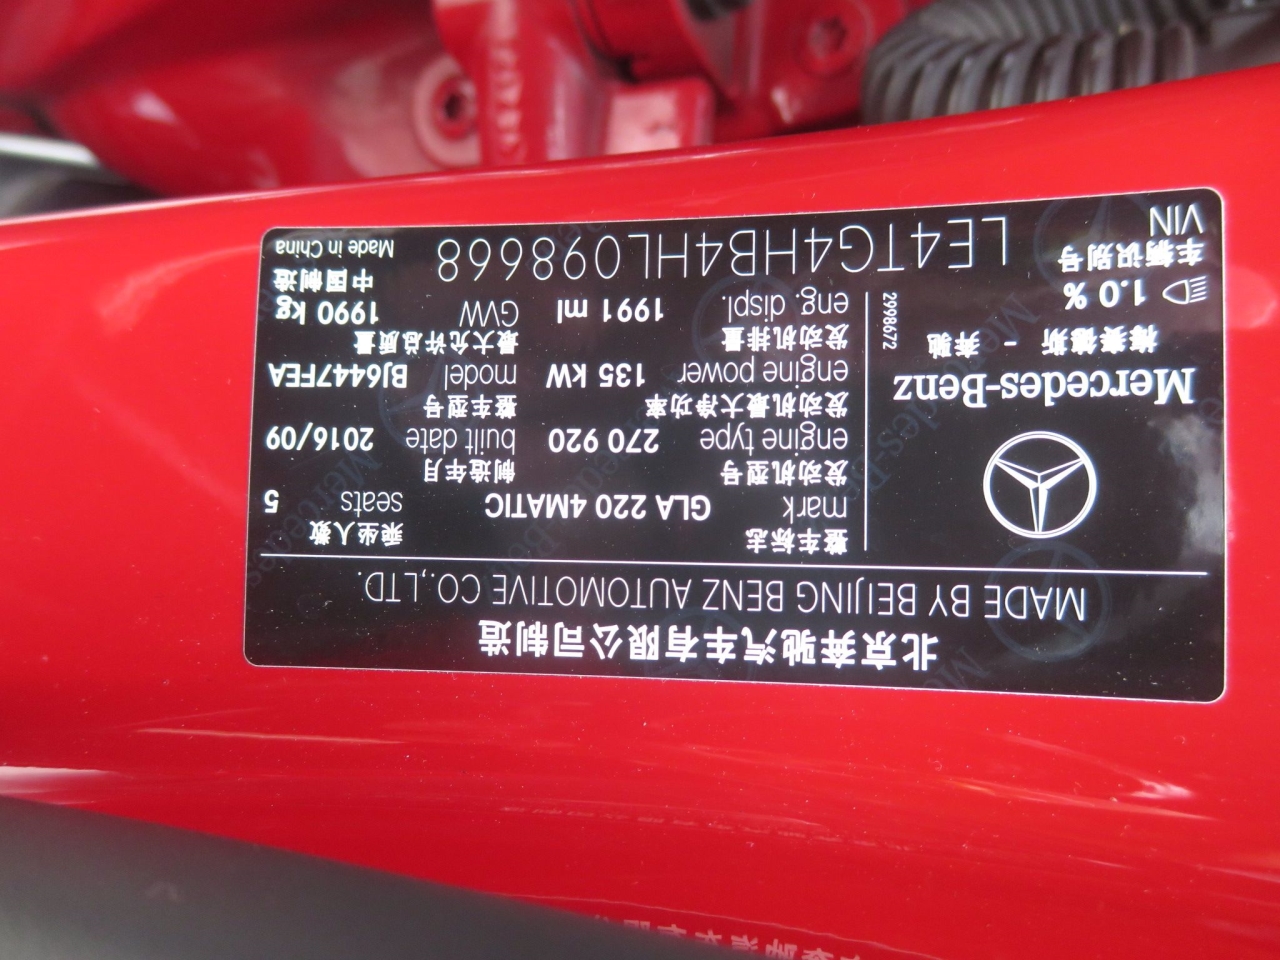 北京奔驰汽车有限公司制造
MADE BY BEIJING BENZ AUTOMOTIVE CO.,LTD.
Mercedes-Benz
梅赛德斯 - 奔驰
1.0 %
2998672
整车标志
mark GLA 220 4MATIC
乘坐人数
seats 5
发动机型号
engine type 270 920
制造年月
built date 2016/09
发动机最大净功率
engine power 135 kW
整车型号
model BJ6447FEA
发动机排量
eng. displ. 1991 ml
最大允许总质量
GVW 1990 kg
车辆识别号
VIN LE4TG4HB4HL098668
中国制造
Made in China